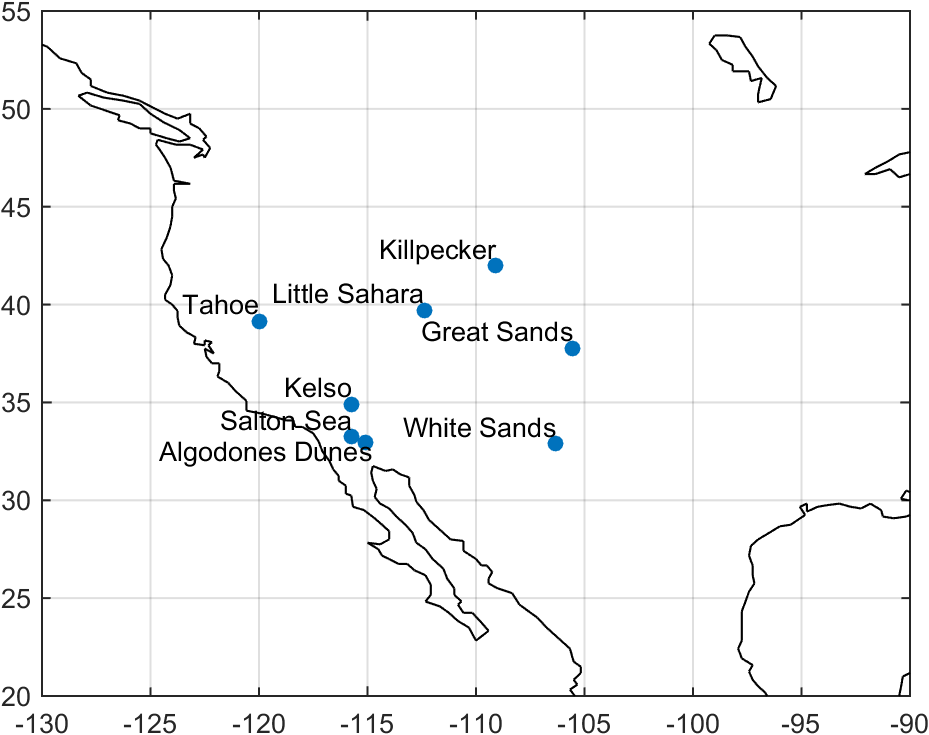 55
50
45
40
35
30
25
20
Killpecker
Little Sahara
Tahoe
Great Sands
Kelso
Salton Sea
White Sands
Algodones Dunes
-130 -125 -120 -115 -110 -105 -100 -95 -90